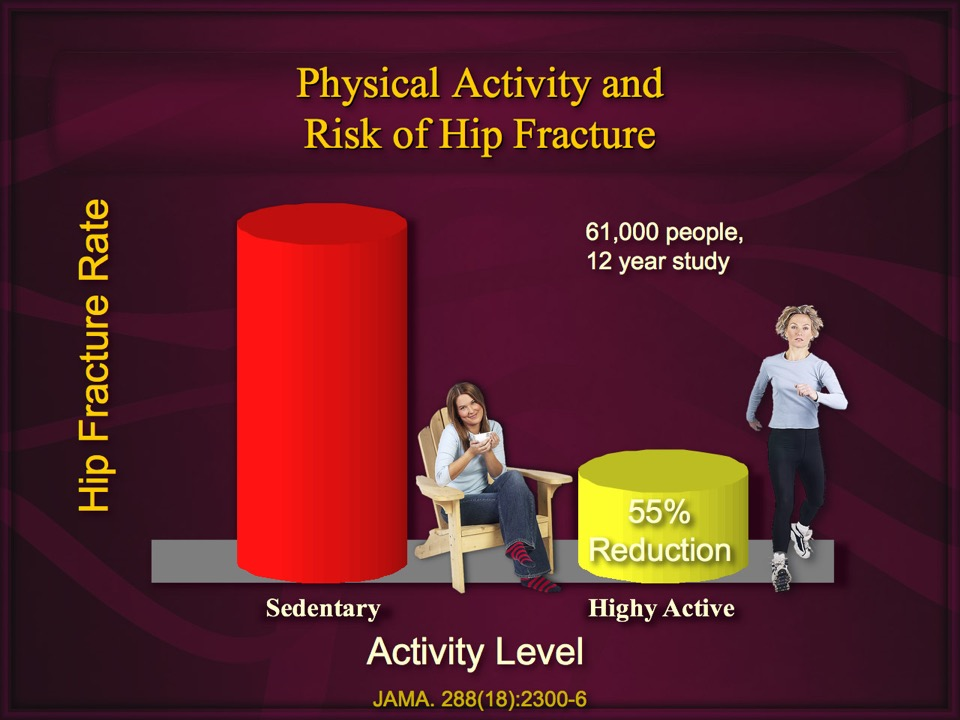 Physical Activity and
Risk of Hip Fracture
Hip Fracture Rate
61,000 people,
12 year study
55%
Reduction
Sedentary
Highy Active
Activity Level
JAMA. 288(18):2300-6